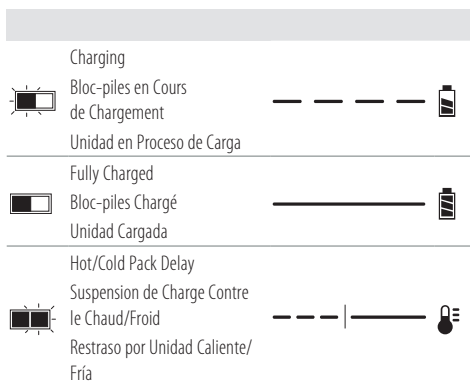 Charging
Bloc-piles en Cours
de Chargement
Unidad en Proceso de Carga
Fully Charged
Bloc-piles Chargé
Unidad Cargada
Hot/Cold Pack Delay
Suspension de Charge Contre
le Chaud/Froid
Restraso por Unidad Caliente/
Fría